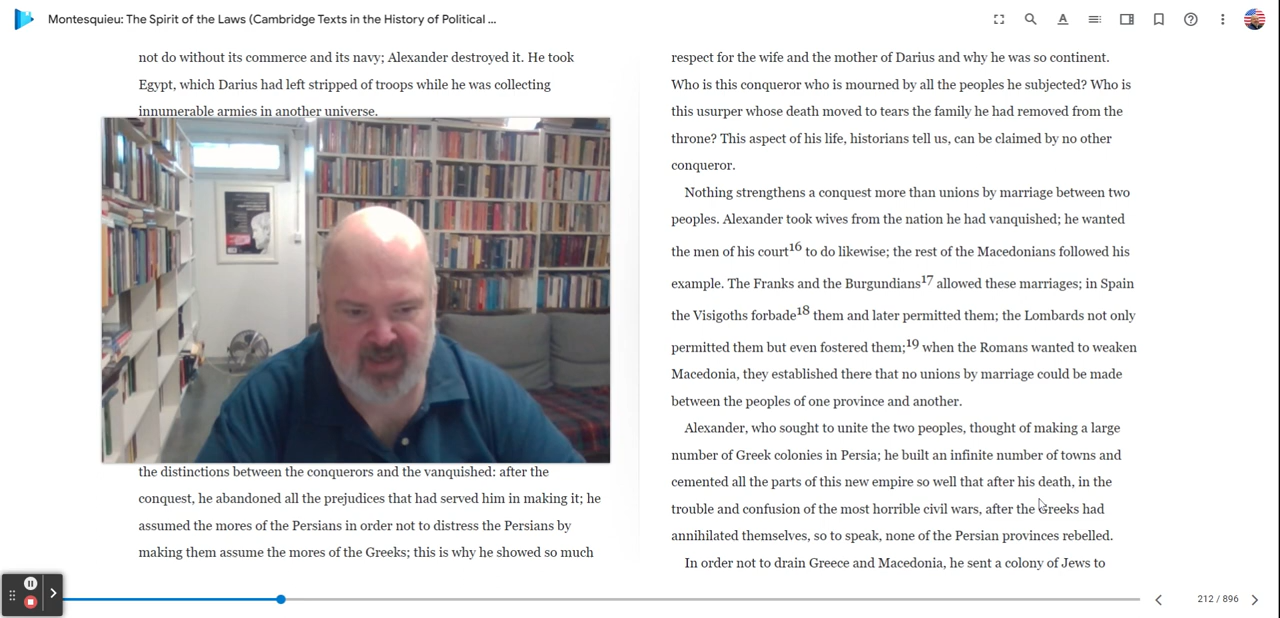 Montesquieu: The Spirit of the Laws (Cambridge Texts in the History of Political ...
not do without its commerce and its navy; Alexander destroyed it. He took
Egypt, which Darius had left stripped of troops while he was collecting
innumerable armies in another universe.
the distinctions between the conquerors and the vanquished: after the
conquest, he abandoned all the prejudices that had served him in making it; he
assumed the mores of the Persians in order not to distress the Persians by
making them assume the mores of the Greeks; this is why he showed so much
respect for the wife and the mother of Darius and why he was so continent.
Who is this conqueror who is mourned by all the peoples he subjected? Who is
this usurper whose death moved to tears the family he had removed from the
throne? This aspect of his life, historians tell us, can be claimed by no other
conqueror.
Nothing strengthens a conquest more than unions by marriage between two
peoples. Alexander took wives from the nation he had vanquished; he wanted
the men of his court16 to do likewise; the rest of the Macedonians followed his
example. The Franks and the Burgundians17 allowed these marriages; in Spain
the Visigoths forbade18 them and later permitted them; the Lombards not only
permitted them but even fostered them;19 when the Romans wanted to weaken
Macedonia, they established there that no unions by marriage could be made
between the peoples of one province and another.
Alexander, who sought to unite the two peoples, thought of making a large
number of Greek colonies in Persia; he built an infinite number of towns and
cemented all the parts of this new empire so well that after his death, in the
trouble and confusion of the most horrible civil wars, after the Greeks had
annihilated themselves, so to speak, none of the Persian provinces rebelled.
In order not to drain Greece and Macedonia, he sent a colony of Jews to
212 / 896